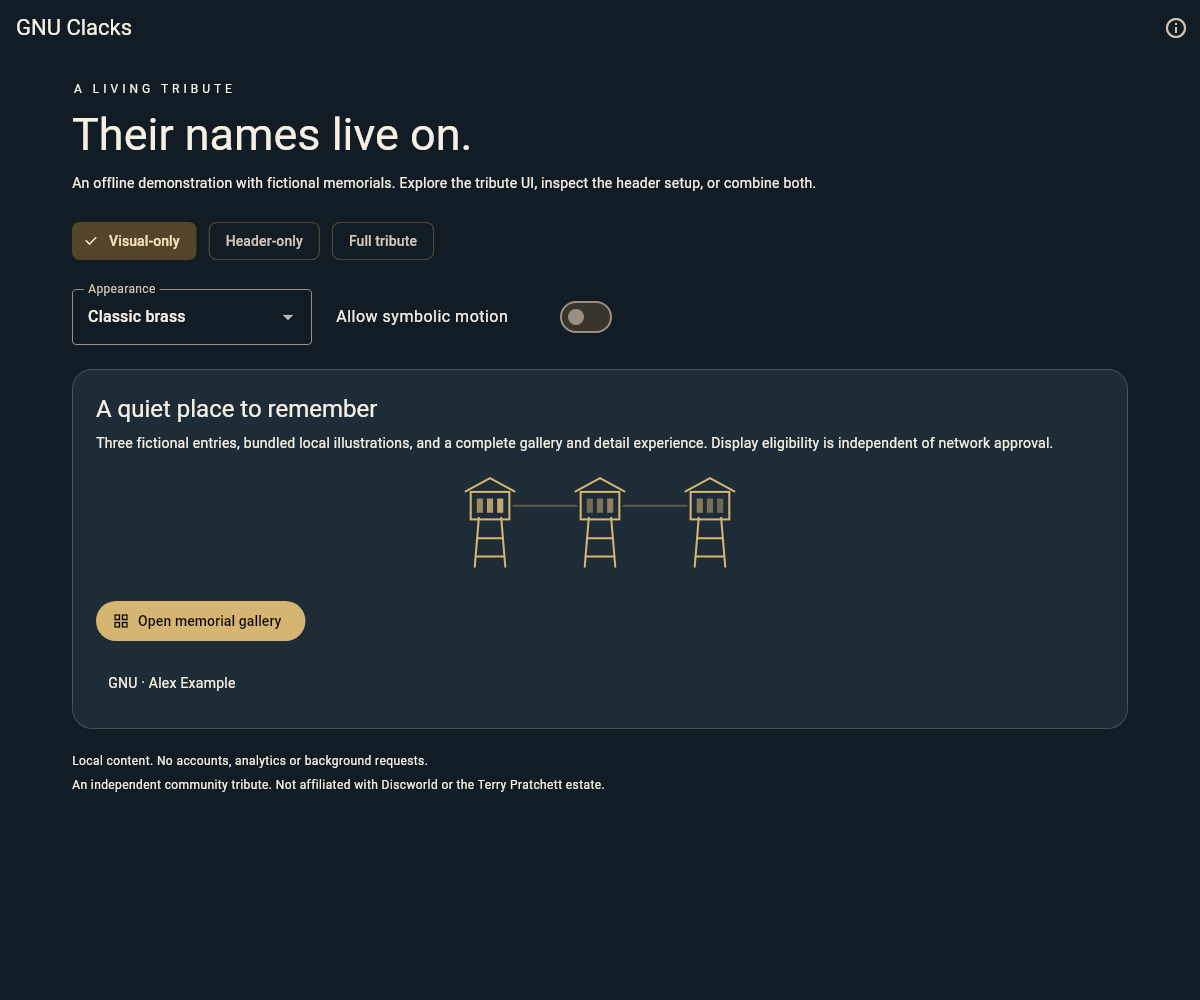 GNU Clacks
A LIVING TRIBUTE
Their names live on.
An offline demonstration with fictional memorials. Explore the tribute UI, inspect the header setup, or combine both.
Visual-only
Header-only
Full tribute
Appearance
Classic brass
Allow symbolic motion
A quiet place to remember
Three fictional entries, bundled local illustrations, and a complete gallery and detail experience. Display eligibility is independent of network approval.
Open memorial gallery
GNU · Alex Example
Local content. No accounts, analytics or background requests.
An independent community tribute. Not affiliated with Discworld or the Terry Pratchett estate.